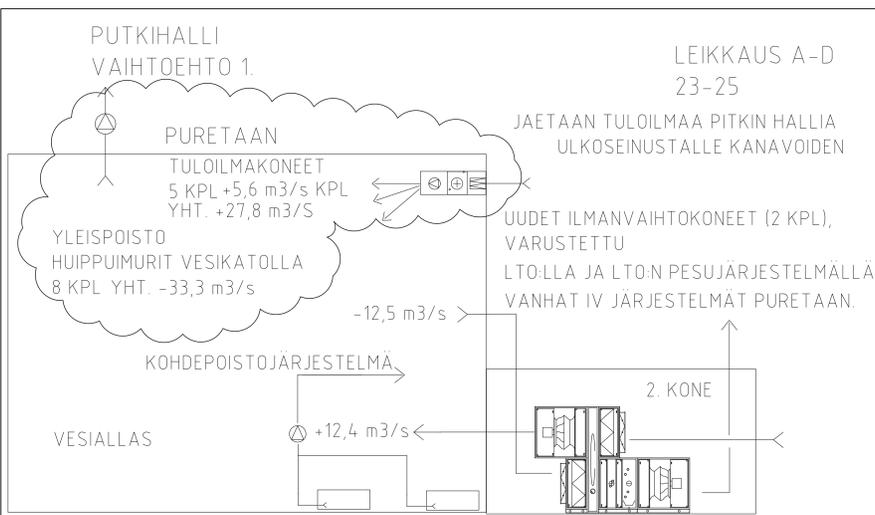 PUTKIHALLI
VAIHTOEHTO 1.
LEIKKAUS A-D
23-25
JAETAAN TULOILMAA PITKIN HALLIA
ULKOSEINUSTALLE KANAVOIDEN
PURETAAN
TULOILMAKONEET
5 KPL +5,6 m3/s KPL
YHT. +27,8 m3/S
YLEISPOISTO
HUIPPUIMURIT VESIKATOLLA
8 KPL YHT. -33,3 m3/s
UUDET ILMANVAIHTOKONEET (2 KPL),
VARUSTETTU
LTO:LLA JA LTO:N PESUJÄRJESTELMÄLLÄ
VANHAT IV JÄRJESTELMÄT PURETAAN.
-12,5 m3/s
KOHDEPOISTOJÄRJESTELMÄ
2. KONE
+12,4 m3/s
VESIALLAS